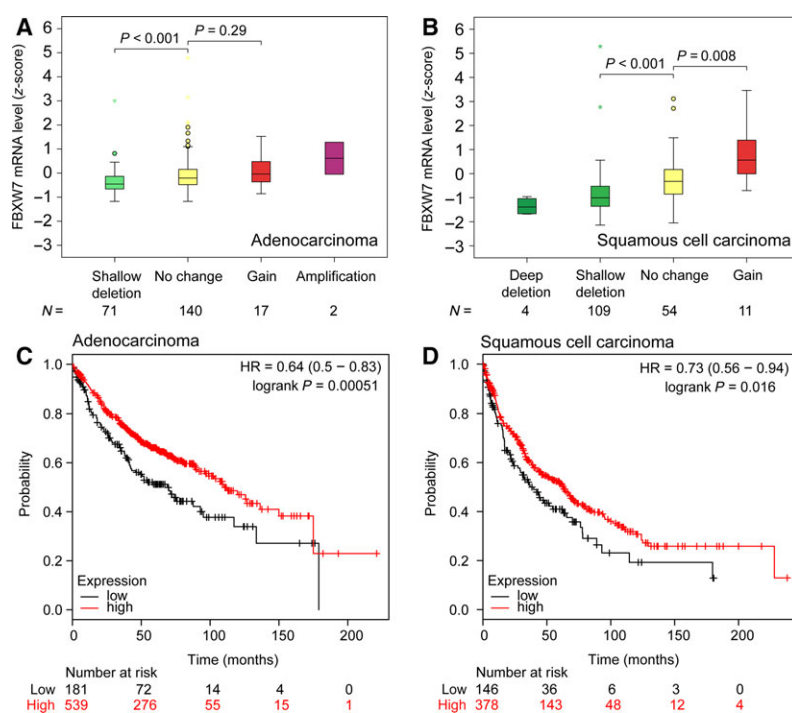 A
P < 0.001
P = 0.29
FBXW7 mRNA level (z-score)
6
5
4
3
2
1
0
−1
−2
−3
Adenocarcinoma
Shallow deletion
No change
Gain
Amplification
N =
71
140
17
2
B
P = 0.008
P < 0.001
FBXW7 mRNA level (z-score)
6
5
4
3
2
1
0
−1
−2
−3
Squamous cell carcinoma
Deep deletion
Shallow deletion
No change
Gain
N =
4
109
54
11
C
Adenocarcinoma
HR = 0.64 (0.5 − 0.83)
logrank P = 0.00051
Probability
1.0
0.8
0.6
0.4
0.2
0.0
Expression
low
high
0 50 100 150 200
Time (months)
Number at risk
Low 181 72 14 4 0
High 539 276 55 15 1
D
Squamous cell carcinoma
HR = 0.73 (0.56 − 0.94)
logrank P = 0.016
Probability
1.0
0.8
0.6
0.4
0.2
0.0
Expression
low
high
0 50 100 150 200
Time (months)
Number at risk
Low 146 36 6 3 0
High 378 143 48 12 4